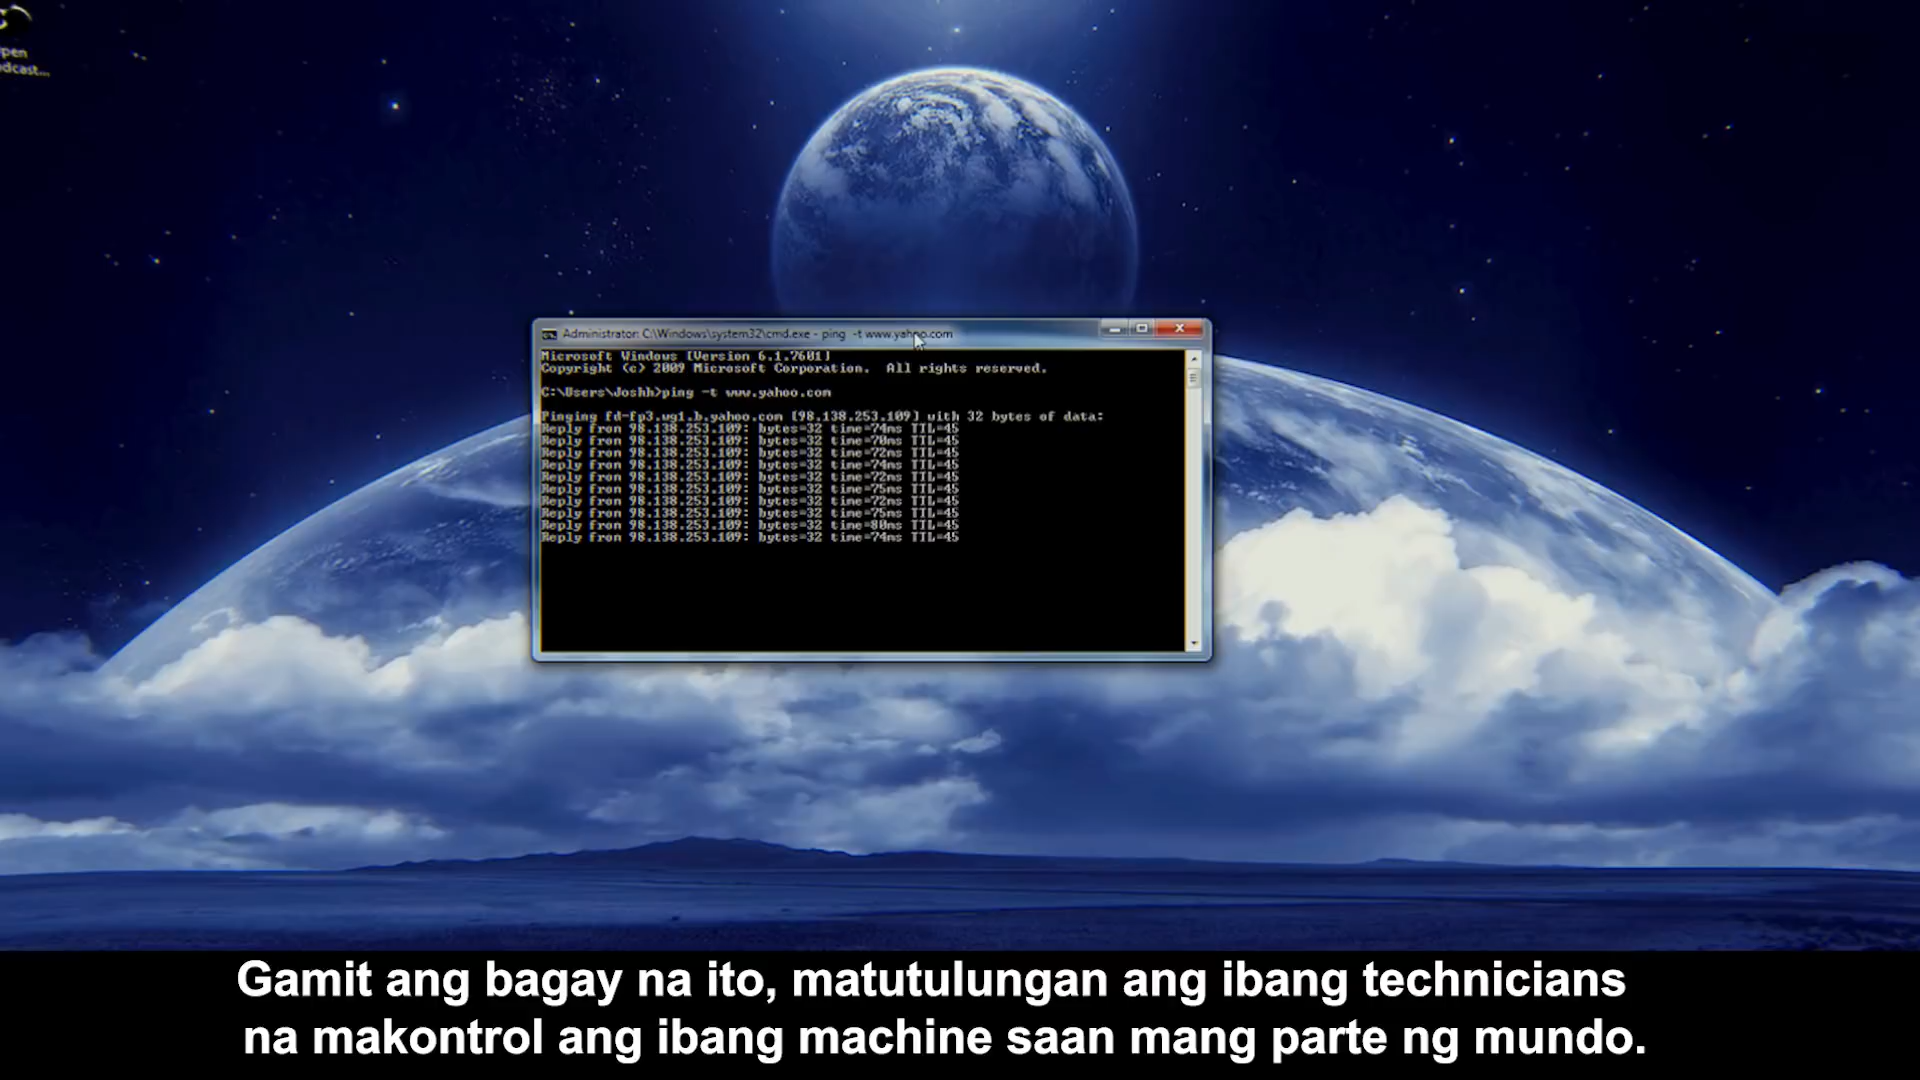 pen
dcast...
Administrator: C:\Windows\system32\cmd.exe - ping -t www.yahoo.com
Microsoft Windows [Version 6.1.7601]
Copyright (c) 2009 Microsoft Corporation. All rights reserved.
C:\Users\Joshh>ping -t www.yahoo.com
Pinging fd-fp3.wg1.b.yahoo.com [98.138.253.109] with 32 bytes of data:
Reply from 98.138.253.109: bytes=32 time=74ms TTL=45
Reply from 98.138.253.109: bytes=32 time=70ms TTL=45
Reply from 98.138.253.109: bytes=32 time=72ms TTL=45
Reply from 98.138.253.109: bytes=32 time=74ms TTL=45
Reply from 98.138.253.109: bytes=32 time=72ms TTL=45
Reply from 98.138.253.109: bytes=32 time=75ms TTL=45
Reply from 98.138.253.109: bytes=32 time=72ms TTL=45
Reply from 98.138.253.109: bytes=32 time=75ms TTL=45
Reply from 98.138.253.109: bytes=32 time=80ms TTL=45
Reply from 98.138.253.109: bytes=32 time=74ms TTL=45
Gamit ang bagay na ito, matutulungan ang ibang technicians
na makontrol ang ibang machine saan mang parte ng mundo.